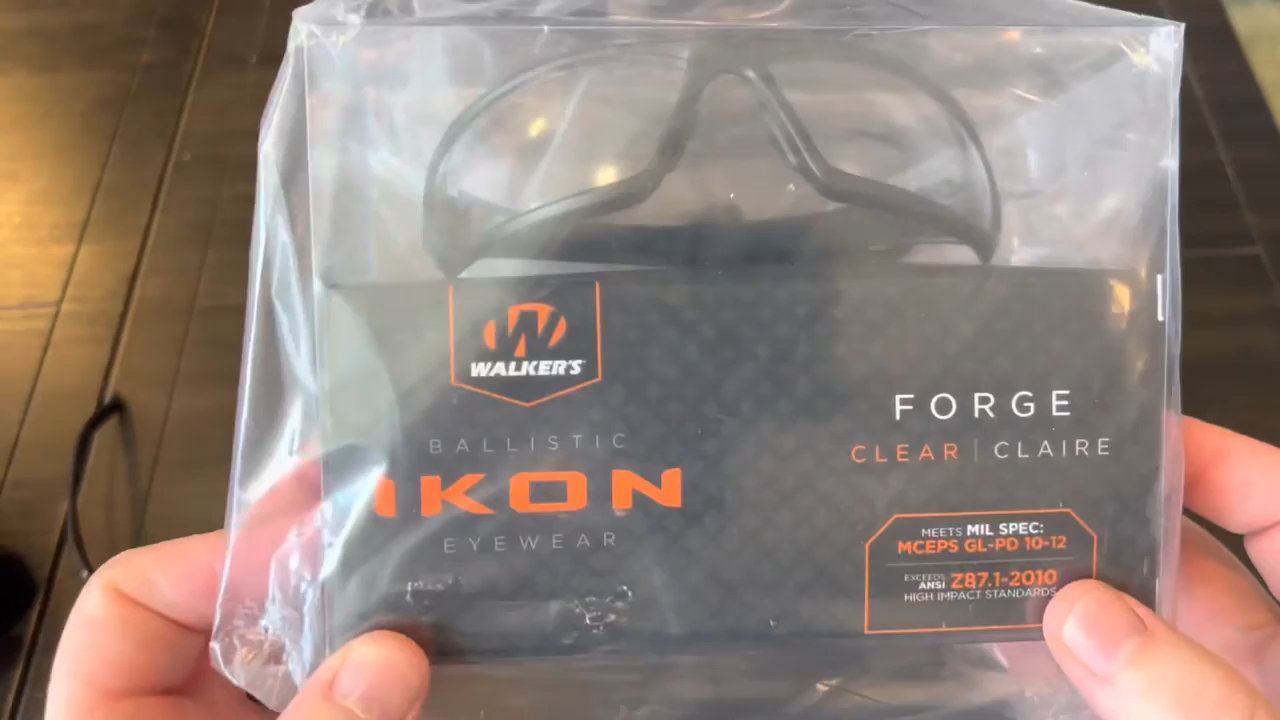 W
WALKER'S
BALLISTIC
IKON
EYEWEAR
FORGE
CLEAR | CLAIRE
MEETS MIL SPEC:
MCEPS GL-PD 10-12
EXCEEDS
ANSI Z87.1-2010
HIGH IMPACT STANDARDS